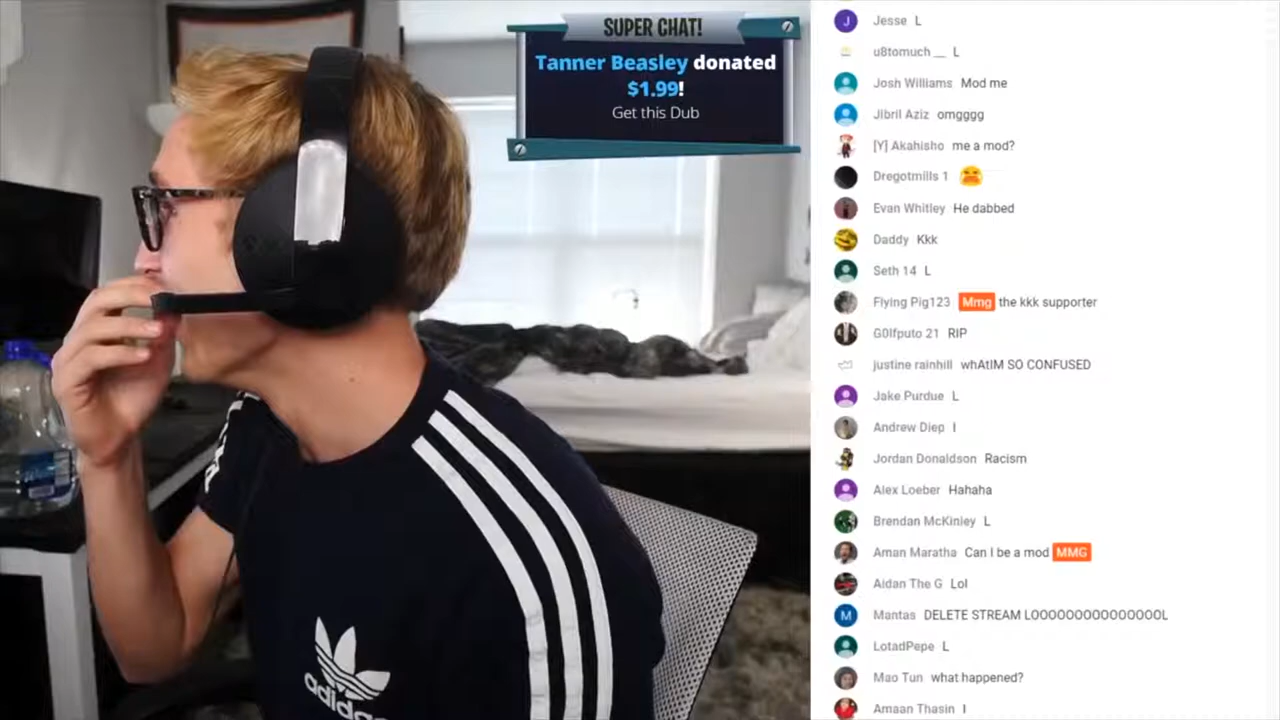 SUPER CHAT!
Tanner Beasley donated
$1.99!
Get this Dub
adidas
J Jesse L
u8tomuch __ L
Josh Williams Mod me
JIbril Aziz omgggg
[Y] Akahisho me a mod?
Dregotmills 1 😫
Evan Whitley He dabbed
Daddy Kkk
Seth 14 L
Flying Pig123 Mmg the kkk supporter
G0lfputo 21 RIP
justine rainhill whAtIM SO CONFUSED
Jake Purdue L
Andrew Diep l
Jordan Donaldson Racism
Alex Loeber Hahaha
Brendan McKinley L
Aman Maratha Can I be a mod MMG
Aidan The G Lol
M Mantas DELETE STREAM LOOOOOOOOOOOOOOOL
LotadPepe L
Mao Tun what happened?
Amaan Thasin l